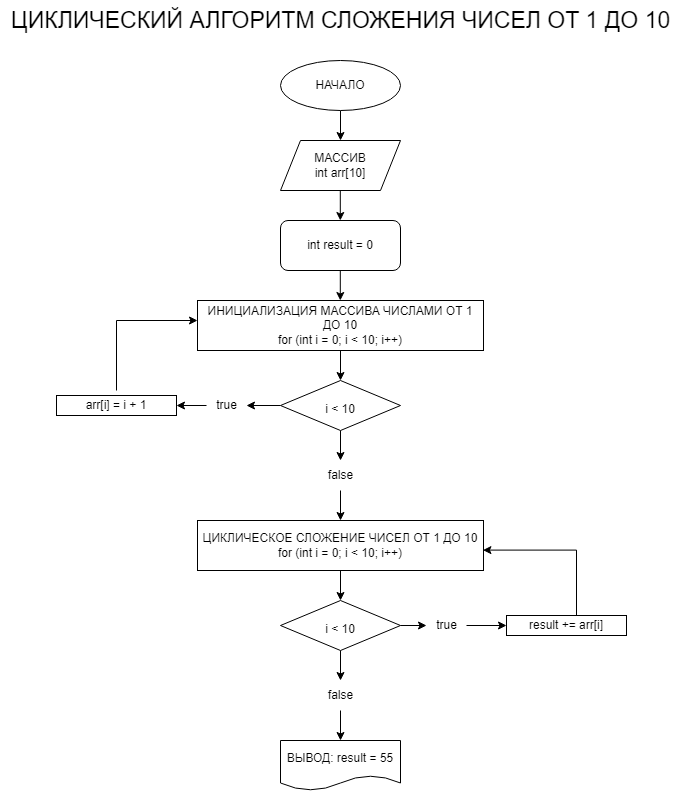 ЦИКЛИЧЕСКИЙ АЛГОРИТМ СЛОЖЕНИЯ ЧИСЕЛ ОТ 1 ДО 10
НАЧАЛО
МАССИВ
int arr[10]
int result = 0
ИНИЦИАЛИЗАЦИЯ МАССИВА ЧИСЛАМИ ОТ 1
ДО 10
for (int i = 0; i < 10; i++)
arr[i] = i + 1
true
i < 10
false
ЦИКЛИЧЕСКОЕ СЛОЖЕНИЕ ЧИСЕЛ ОТ 1 ДО 10
for (int i = 0; i < 10; i++)
i < 10
true
result += arr[i]
false
ВЫВОД: result = 55